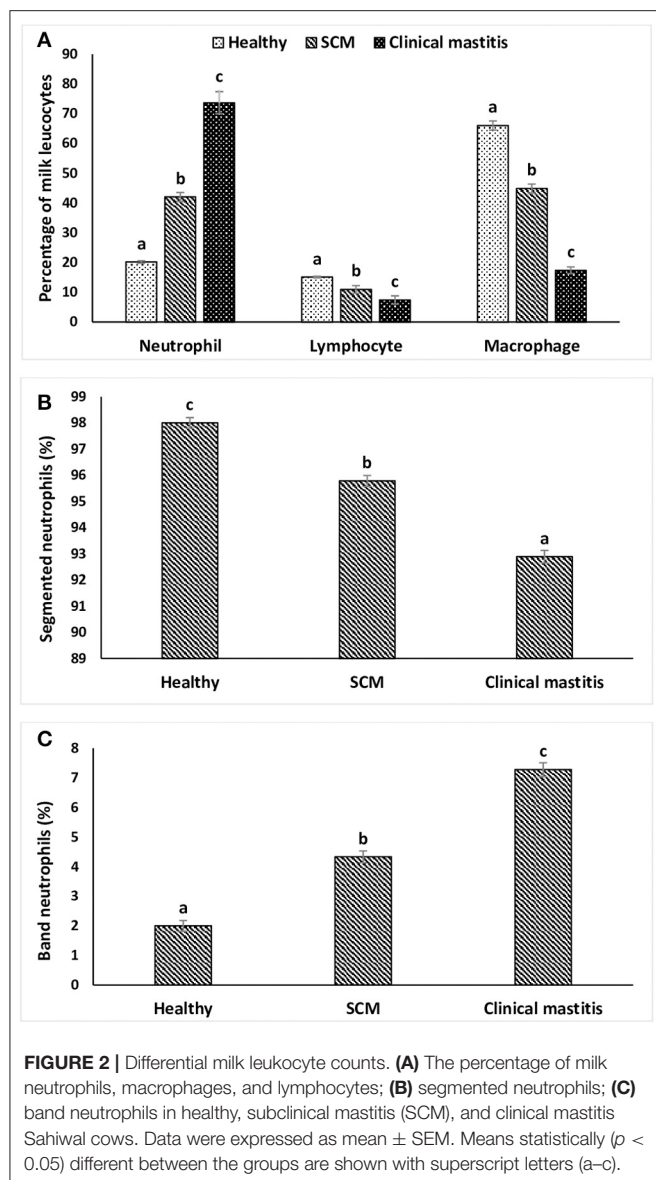 A
Healthy SCM Clinical mastitis
Percentage of milk leucocytes
90
80
70
60
50
40
30
20
10
0
a
b
c
a
b
c
a
b
c
Neutrophil Lymphocyte Macrophage
B
Segmented neutrophils (%)
99
98
97
96
95
94
93
92
91
90
89
c
b
a
Healthy SCM Clinical mastitis
C
Band neutrophils (%)
8
7
6
5
4
3
2
1
0
a
b
c
Healthy SCM Clinical mastitis
FIGURE 2 | Differential milk leukocyte counts. (A) The percentage of milk
neutrophils, macrophages, and lymphocytes; (B) segmented neutrophils; (C)
band neutrophils in healthy, subclinical mastitis (SCM), and clinical mastitis
Sahiwal cows. Data were expressed as mean ± SEM. Means statistically (p <
0.05) different between the groups are shown with superscript letters (a–c).